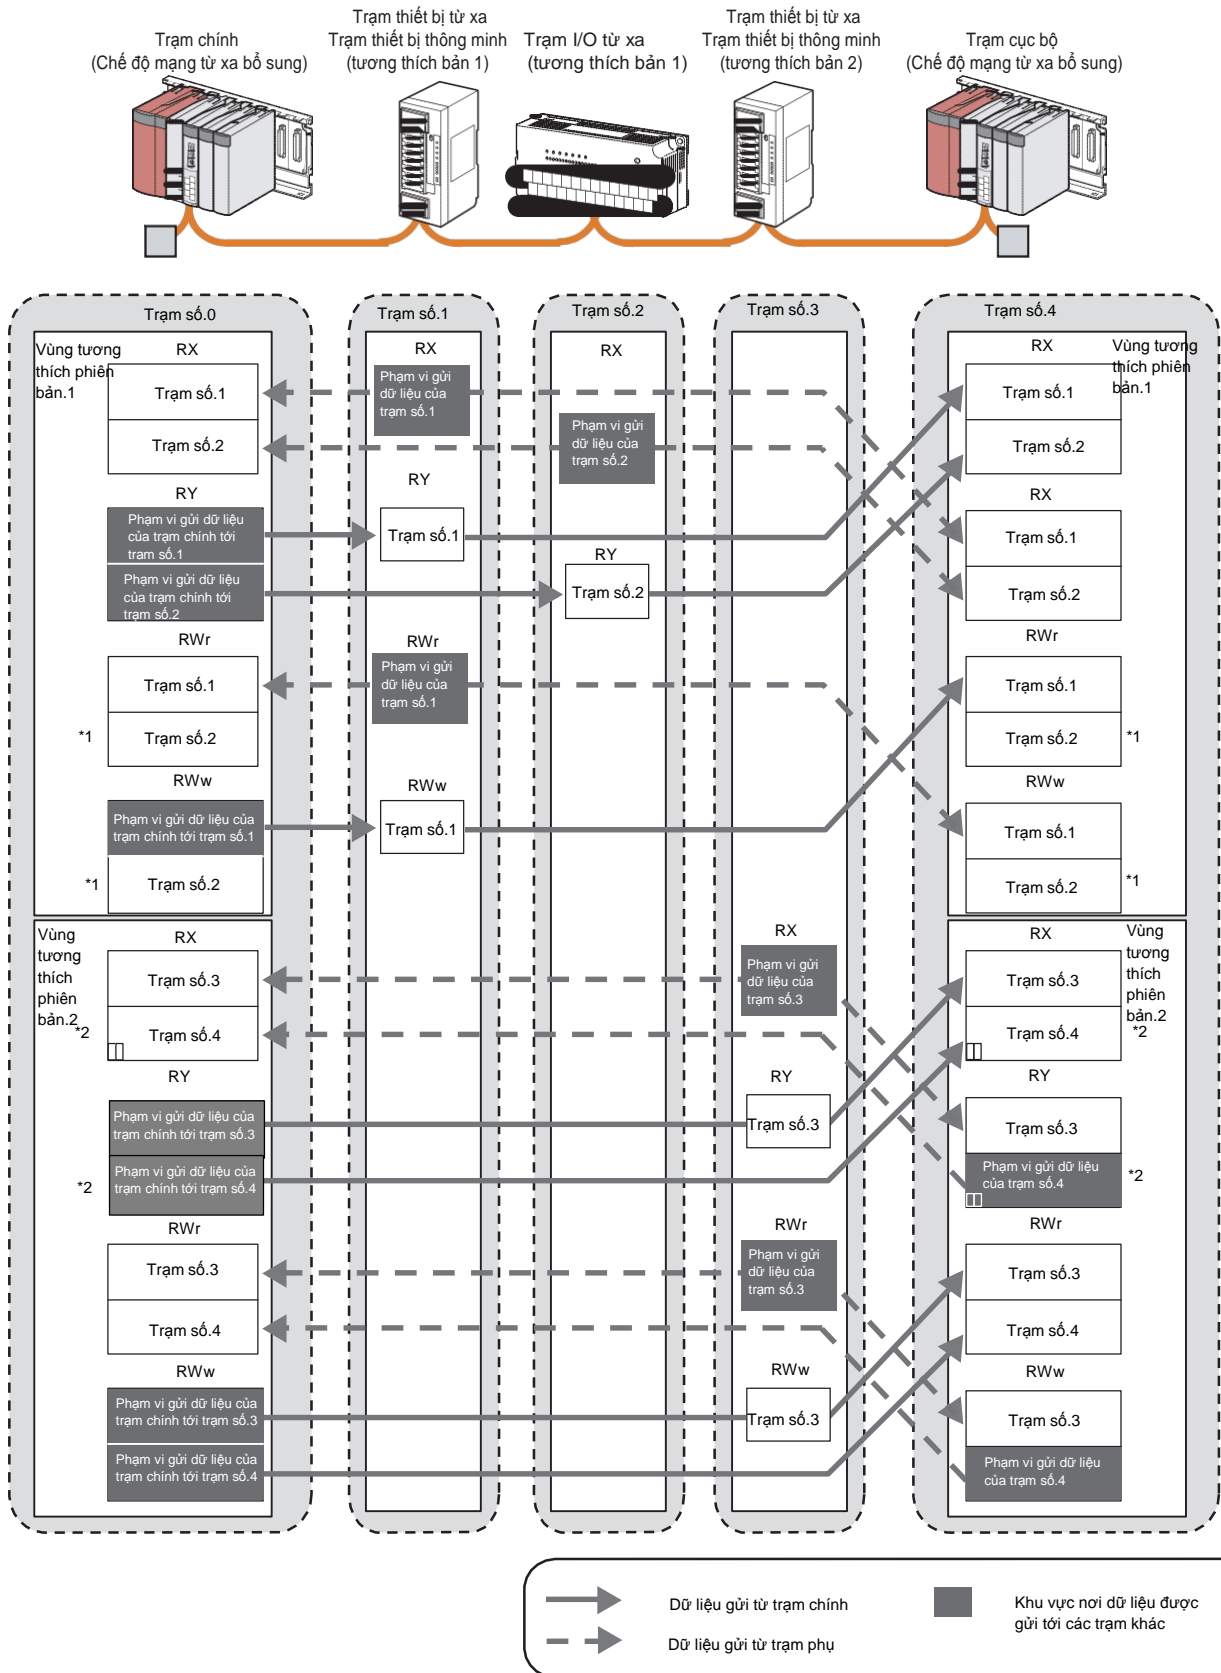 Trạm chính
(Chế độ mạng từ xa bổ sung)
Trạm thiết bị từ xa
Trạm thiết bị thông minh
(tương thích bản 1)
Trạm I/O từ xa
(tương thích bản 1)
Trạm thiết bị từ xa
Trạm thiết bị thông minh
(tương thích bản 2)
Trạm cục bộ
(Chế độ mạng từ xa bổ sung)
Trạm số.0
Vùng tương
thích phiên
bản.1
RX
Trạm số.1
Trạm số.2
RY
Phạm vi gửi dữ liệu
của trạm chính tới
tram số.1
Phạm vi gửi dữ liệu
của trạm chính tới
trạm số.2
RWr
Trạm số.1
*1
Trạm số.2
RWw
Phạm vi gửi dữ liệu của
trạm chính tới trạm số.1
*1
Trạm số.2
Vùng
tương
thích
phiên
bản.2
RX
Trạm số.3
*2
Trạm số.4
RY
Phạm vi gửi dữ liệu của
trạm chính tới trạm số.3
*2
Phạm vi gửi dữ liệu của
trạm chính tới trạm số.4
RWr
Trạm số.3
Trạm số.4
RWw
Phạm vi gửi dữ liệu của
trạm chính tới trạm số.3
Phạm vi gửi dữ liệu của
trạm chính tới trạm số.4
Trạm số.1
RX
Phạm vi gửi
dữ liệu của
trạm số.1
RY
Trạm số.1
RWr
Phạm vi gửi
dữ liệu của
trạm số.1
RWw
Trạm số.1
Trạm số.2
RX
Phạm vi gửi
dữ liệu của
trạm số.2
RY
Trạm số.2
Trạm số.3
RX
Phạm vi gửi
dữ liệu của
trạm số.3
RY
Trạm số.3
RWr
Phạm vi gửi
dữ liệu của
trạm số.3
RWw
Trạm số.3
Trạm số.4
RX
Vùng tương
thích phiên
bản.1
Trạm số.1
Trạm số.2
RX
Trạm số.1
Trạm số.2
RWr
Trạm số.1
Trạm số.2
*1
RWw
Trạm số.1
Trạm số.2
*1
RX
Vùng
tương
thích
phiên
bản.2
Trạm số.3
Trạm số.4
*2
RY
Trạm số.3
Phạm vi gửi dữ liệu
của trạm số.4
*2
RWr
Trạm số.3
Trạm số.4
RWw
Trạm số.3
Phạm vi gửi dữ liệu
của trạm số.4
Dữ liệu gửi từ trạm chính
Dữ liệu gửi từ trạm phụ
Khu vực nơi dữ liệu được
gửi tới các trạm khác